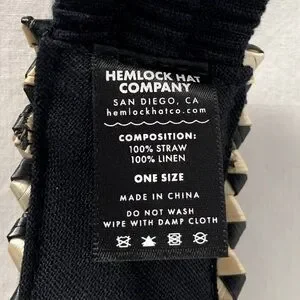 HEMLOCK HAT
COMPANY
SAN DIEGO, CA
hemlockhatco.com
COMPOSITION:
100% STRAW
100% LINEN
ONE SIZE
MADE IN CHINA
DO NOT WASH
WIPE WITH DAMP CLOTH